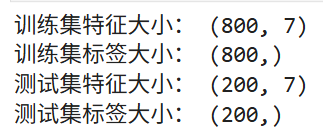 训练集特征大小： (800, 7)
训练集标签大小： (800,)
测试集特征大小： (200, 7)
测试集标签大小： (200,)